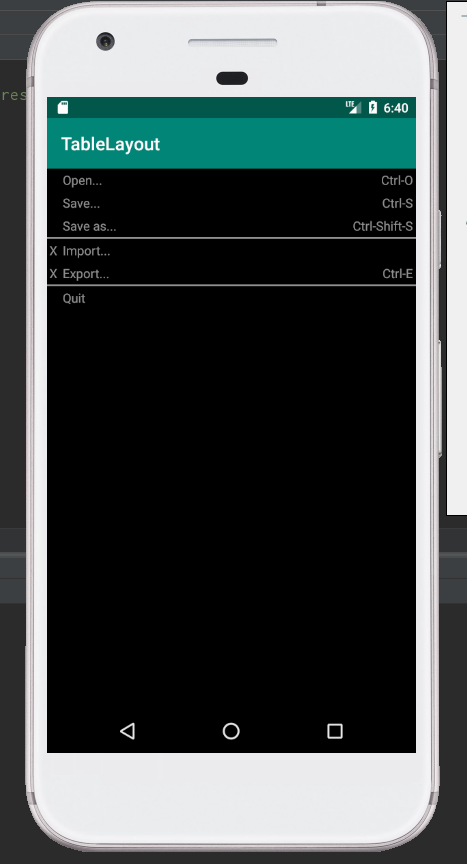 res
LTE 6:40
TableLayout
Open... Ctrl-O
Save... Ctrl-S
Save as... Ctrl-Shift-S
X Import...
X Export... Ctrl-E
Quit